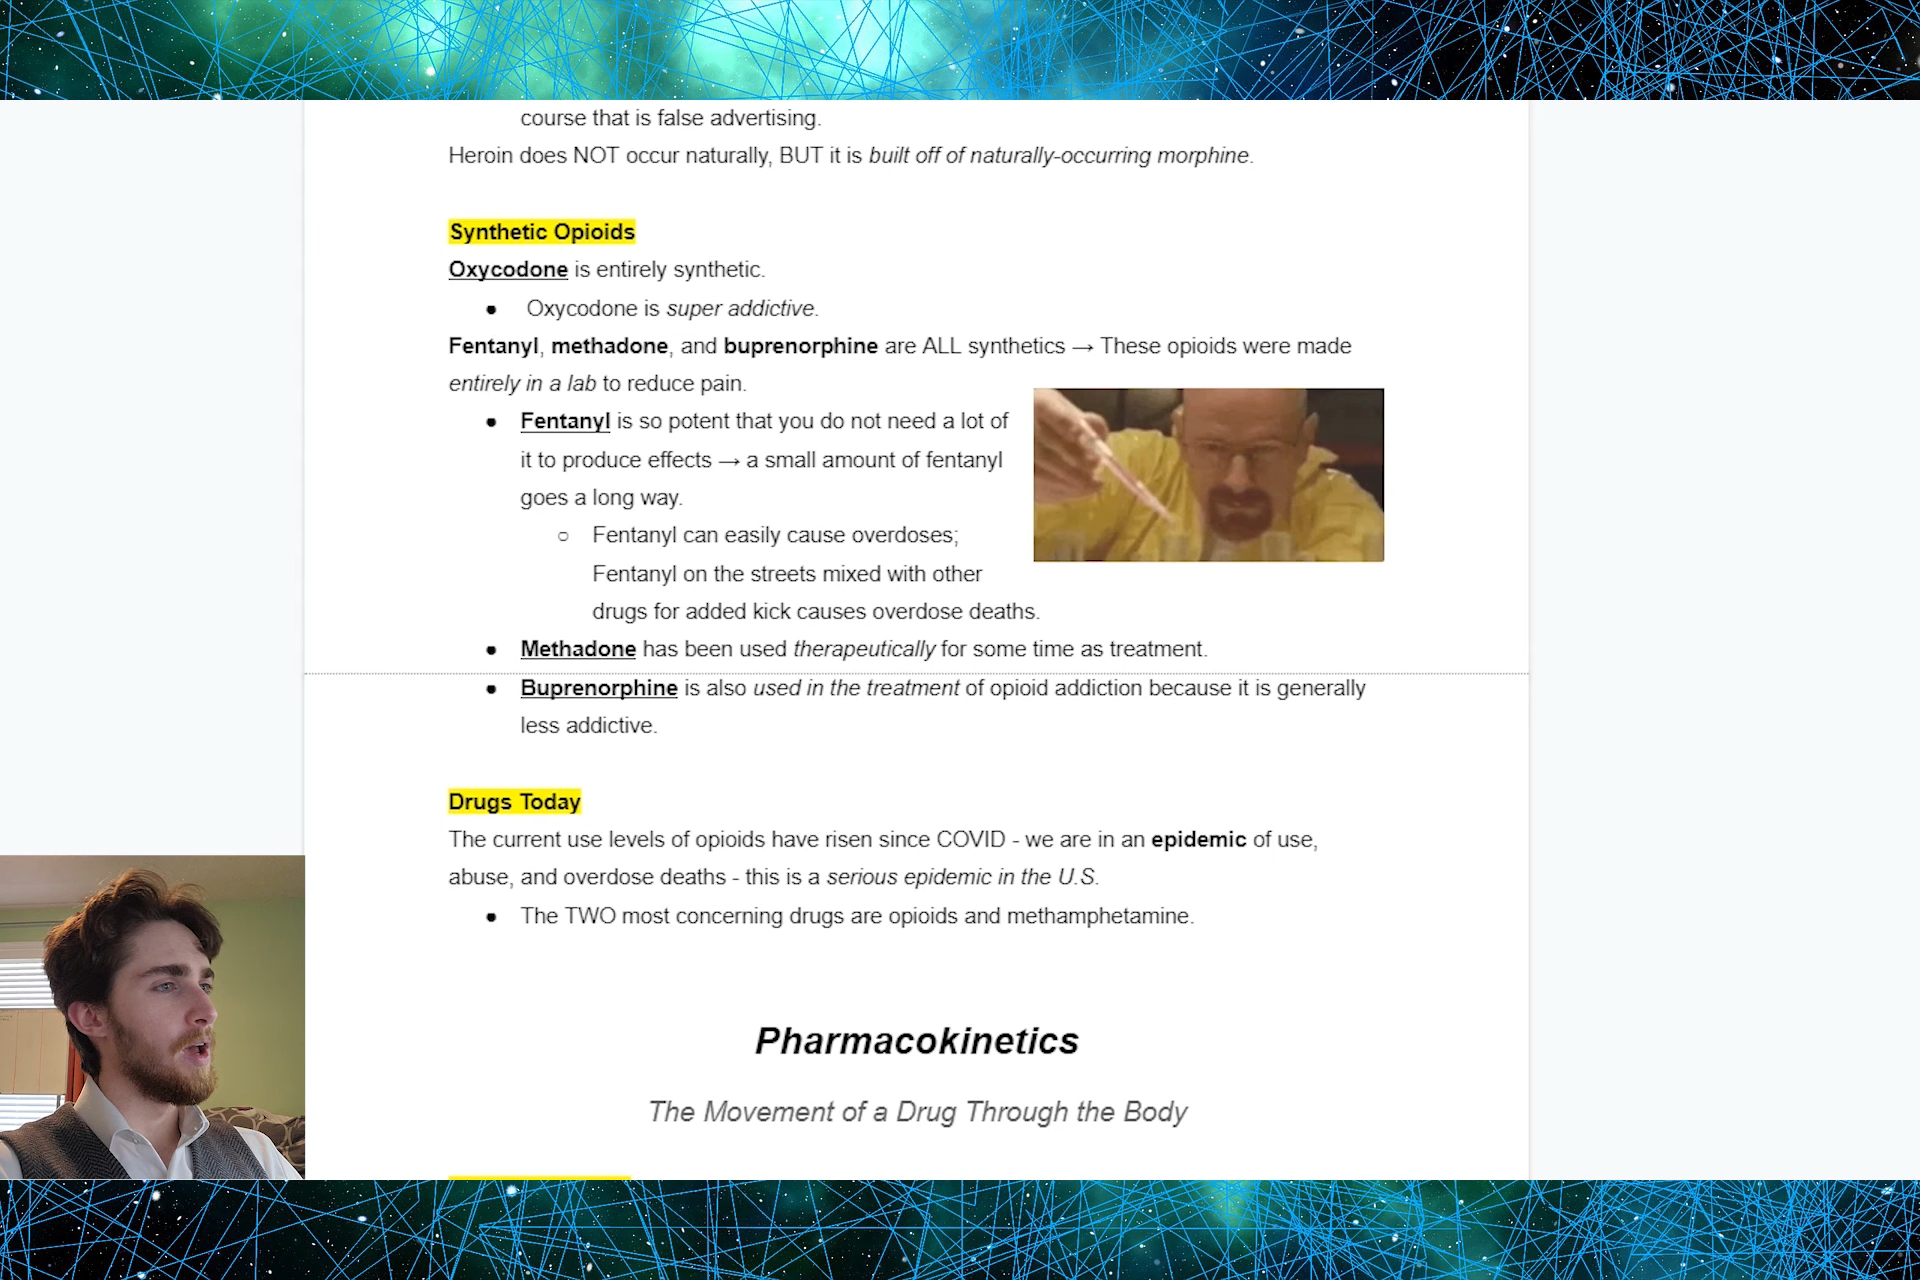 course that is false advertising.
Heroin does NOT occur naturally, BUT it is built off of naturally-occurring morphine.
Synthetic Opioids
Oxycodone is entirely synthetic.
● Oxycodone is super addictive.
Fentanyl, methadone, and buprenorphine are ALL synthetics → These opioids were made
entirely in a lab to reduce pain.
● Fentanyl is so potent that you do not need a lot of
it to produce effects → a small amount of fentanyl
goes a long way.
○ Fentanyl can easily cause overdoses;
Fentanyl on the streets mixed with other
drugs for added kick causes overdose deaths.
● Methadone has been used therapeutically for some time as treatment.
● Buprenorphine is also used in the treatment of opioid addiction because it is generally
less addictive.
Drugs Today
The current use levels of opioids have risen since COVID - we are in an epidemic of use,
abuse, and overdose deaths - this is a serious epidemic in the U.S.
● The TWO most concerning drugs are opioids and methamphetamine.
Pharmacokinetics
The Movement of a Drug Through the Body